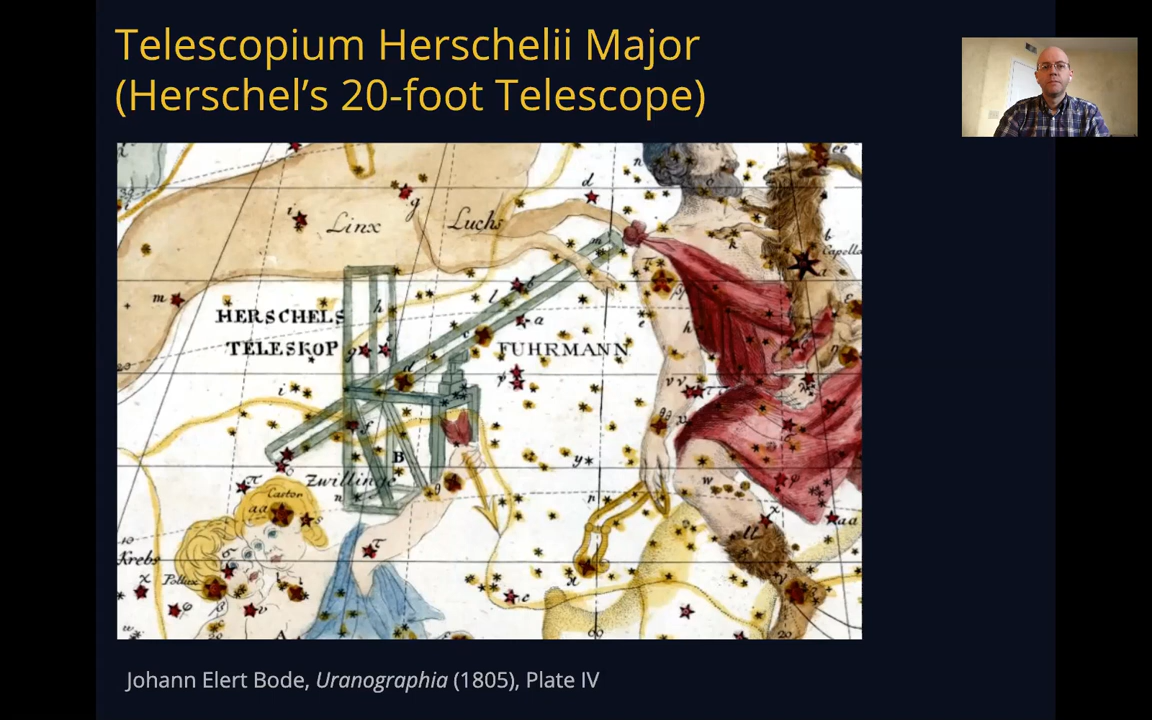 Telescopium Herschelii Major
(Herschel’s 20-foot Telescope)
Linx Luchs
Capella
HERSCHELS
TELESKOP
FUHRMANN
B
Zwillinge
Castor
Krebs
Pollux
A
Johann Elert Bode, Uranographia (1805), Plate IV